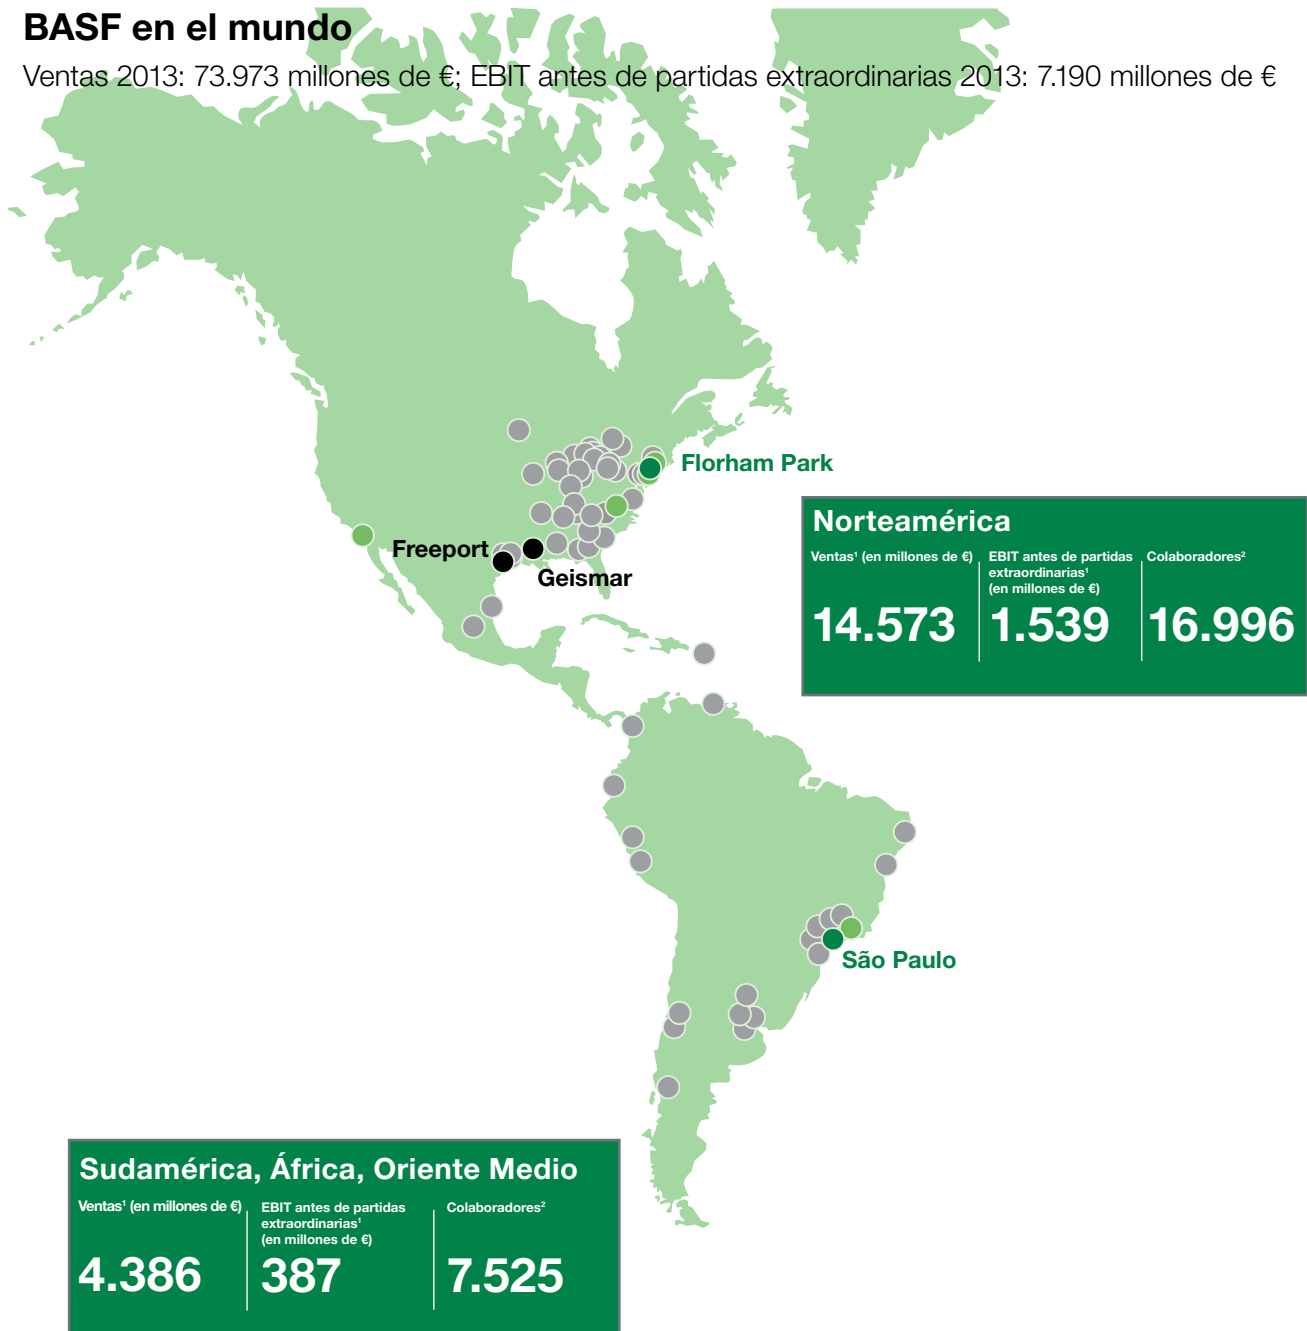 BASF en el mundo
Ventas 2013: 73.973 millones de €; EBIT antes de partidas extraordinarias 2013: 7.190 millones de €
Florham Park
Freeport
Geismar
Norteamérica
Ventas¹ (en millones de €)
EBIT antes de partidas
extraordinarias¹
(en millones de €)
Colaboradores²
14.573
1.539
16.996
São Paulo
Sudamérica, África, Oriente Medio
Ventas¹ (en millones de €)
EBIT antes de partidas
extraordinarias¹
(en millones de €)
Colaboradores²
4.386
387
7.525